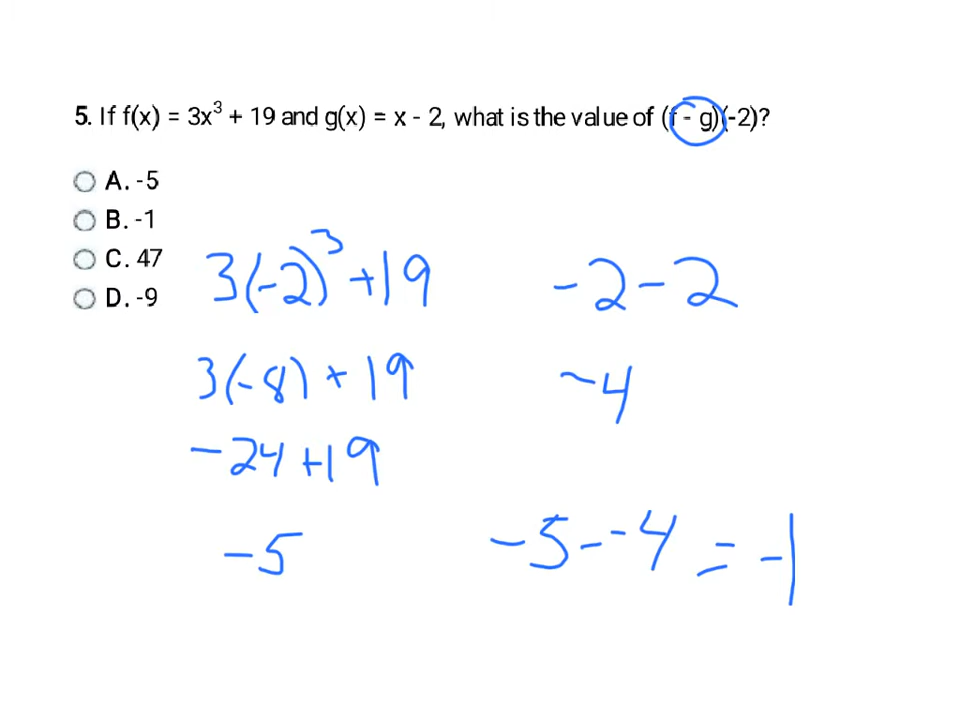 5. If f(x) = 3x³ + 19 and g(x) = x - 2, what is the value of (f - g)(-2)?
A. -5
B. -1
C. 47
D. -9
3(-2)³ +19
-2-2
3(-8) + 19
-4
-24 +19
-5
-5--4 = -1